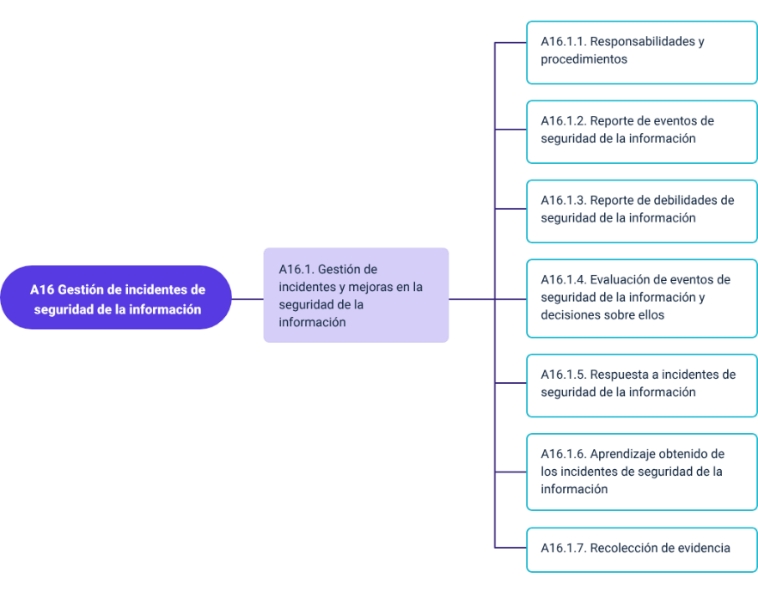 A16 Gestión de incidentes de
seguridad de la información
A16.1. Gestión de
incidentes y mejoras en la
seguridad de la
información
A16.1.1. Responsabilidades y
procedimientos
A16.1.2. Reporte de eventos de
seguridad de la información
A16.1.3. Reporte de debilidades de
seguridad de la información
A16.1.4. Evaluación de eventos de
seguridad de la información y
decisiones sobre ellos
A16.1.5. Respuesta a incidentes de
seguridad de la información
A16.1.6. Aprendizaje obtenido de
los incidentes de seguridad de la
información
A16.1.7. Recolección de evidencia